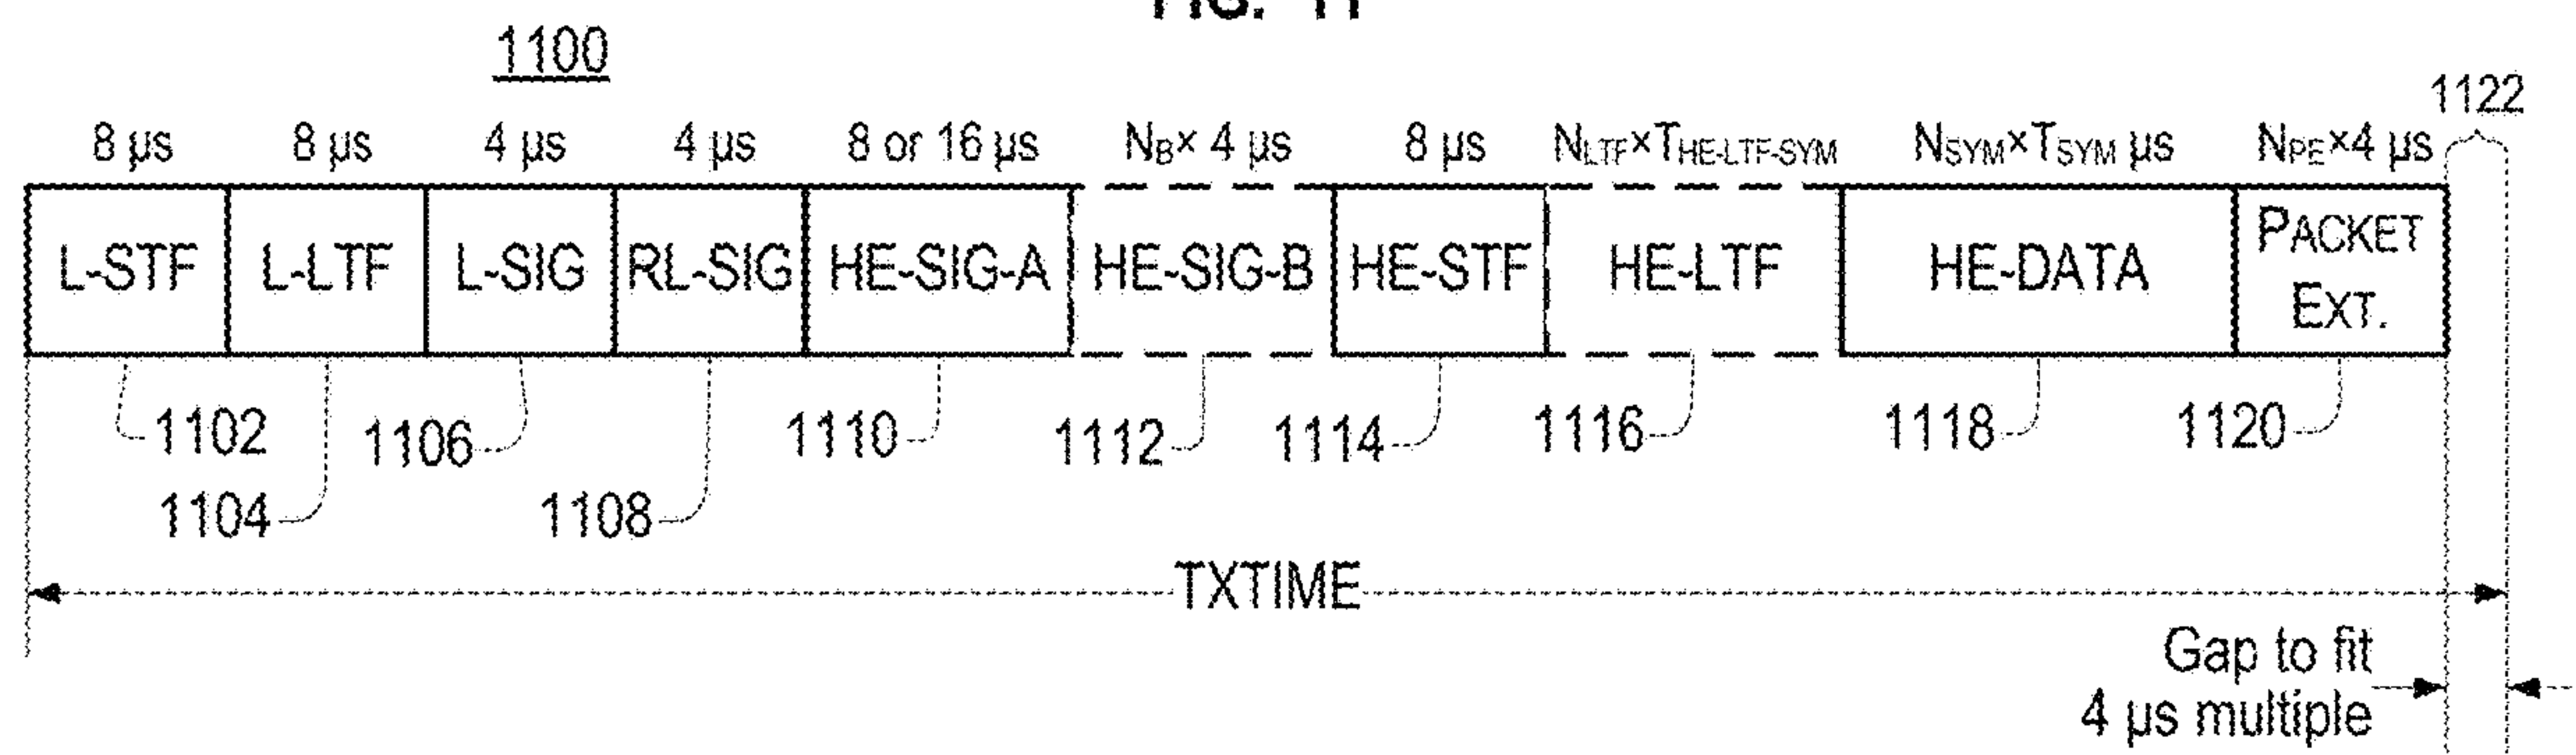 FIG. 11
1100
1122
8 µs 8 µs 4 µs 4 µs 8 or 16 µs NB× 4 µs 8 µs NLTF×THE-LTF-SYM NSYM×TSYM µs NPE×4 µs
L-STF L-LTF L-SIG RL-SIG HE-SIG-A HE-SIG-B HE-STF HE-LTF HE-DATA PACKET
EXT.
1102 1106 1110 1112 1114 1116 1118 1120
1104 1108
TXTIME
Gap to fit
4 µs multiple